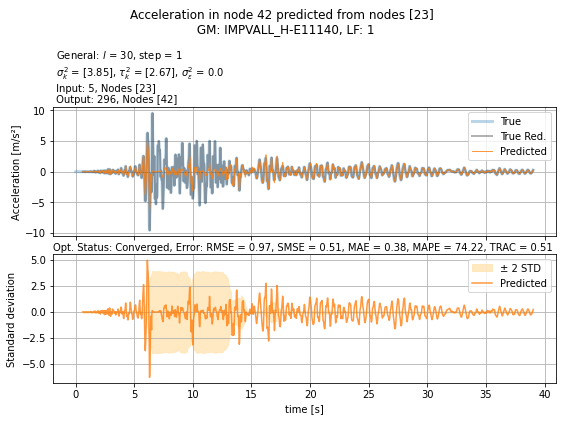 Acceleration in node 42 predicted from nodes [23]
GM: IMPVALL_H-E11140, LF: 1
General: l = 30, step = 1
σ²ₖ = [3.85], τ²ₖ = [2.67], σ²ε = 0.0
Input: 5, Nodes [23]
Output: 296, Nodes [42]
Acceleration [m/s²]
10
5
0
−5
−10
True
True Red.
Predicted
Opt. Status: Converged, Error: RMSE = 0.97, SMSE = 0.51, MAE = 0.38, MAPE = 74.22, TRAC = 0.51
Standard deviation
5.0
2.5
0.0
−2.5
−5.0
± 2 STD
Predicted
0 5 10 15 20 25 30 35 40
time [s]